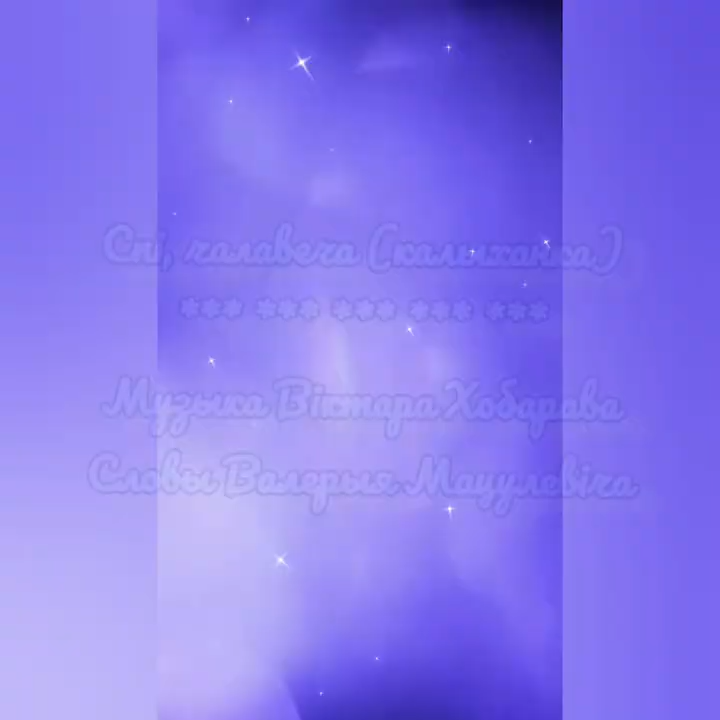 Спі, чалавеча (калыханка)
*** *** *** *** ***
Музыка Віктара Хобарава
Словы Валерыя Мацулевіча